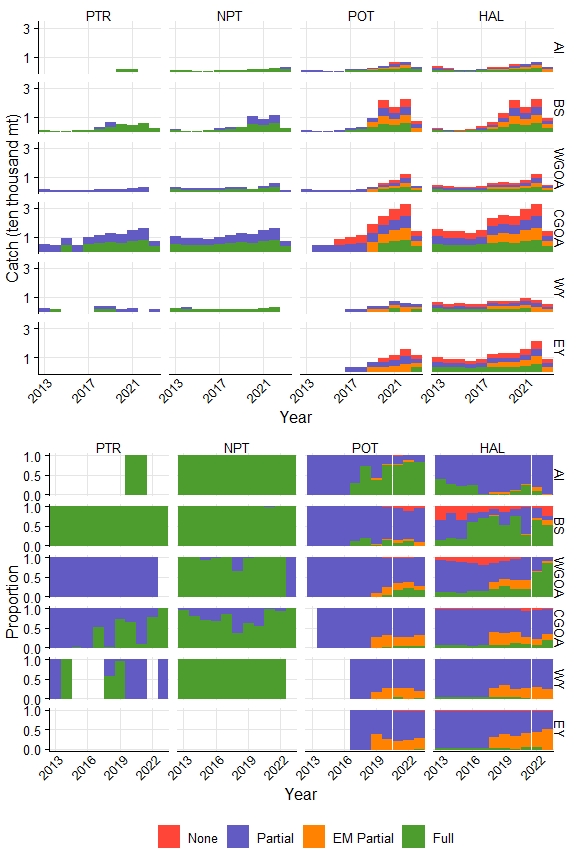 PTR NPT POT HAL
3
1
AI
3
1
BS
3
1
WGOA
3
1
CGOA
3
1
WY
3
1
EY
Catch (ten thousand mt)
2013 2017 2021 2013 2017 2021 2013 2017 2021 2013 2017 2021
Year
PTR NPT POT HAL
1.0
0.5
0.0
AI
1.0
0.5
0.0
BS
1.0
0.5
0.0
WGOA
1.0
0.5
0.0
CGOA
1.0
0.5
0.0
WY
1.0
0.5
0.0
EY
Proportion
2013 2016 2019 2022 2013 2016 2019 2022 2013 2016 2019 2022 2013 2016 2019 2022
Year
None Partial EM Partial Full